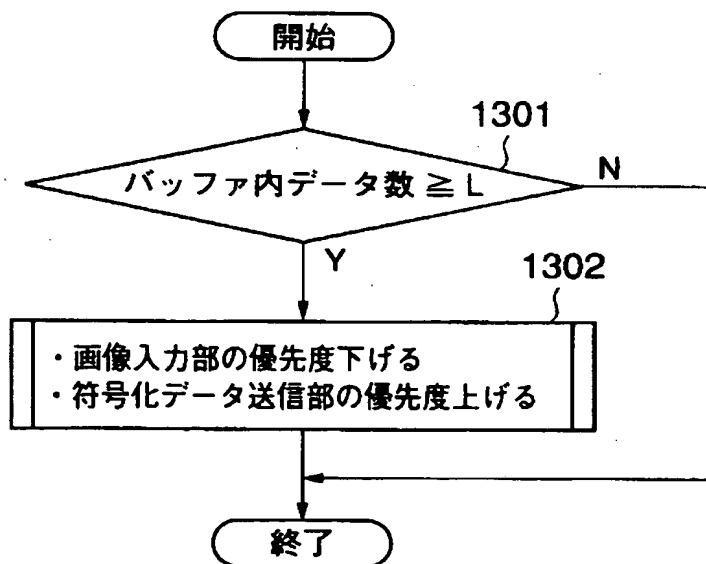 開始
1301
バッファ内データ数 ≧ L
N
Y
1302
・画像入力部の優先度下げる
・符号化データ送信部の優先度上げる
終了